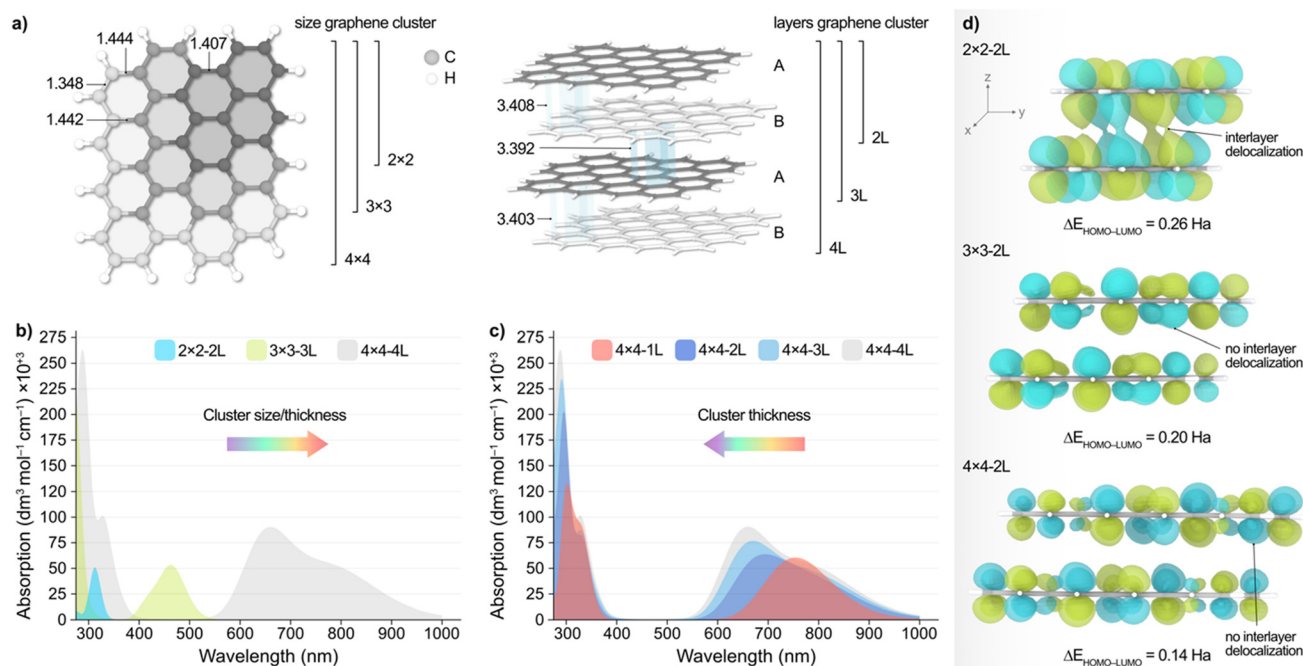 a)
size graphene cluster
1.444
1.407
1.348
1.442
C
H
2×2
3×3
4×4
layers graphene cluster
A
3.408
B
3.392
2L
A
3L
3.403
B
4L
d)
2×2-2L
z
y
x
interlayer
delocalization
ΔE_HOMO–LUMO = 0.26 Ha
3×3-2L
no interlayer
delocalization
ΔE_HOMO–LUMO = 0.20 Ha
4×4-2L
no interlayer
delocalization
ΔE_HOMO–LUMO = 0.14 Ha
b)
Absorption (dm³ mol⁻¹ cm⁻¹) ×10⁺³
275
250
225
200
175
150
120
100
75
50
25
0
2×2-2L
3×3-3L
4×4-4L
Cluster size/thickness
300 400 500 600 700 800 900 1000
Wavelength (nm)
c)
Absorption (dm³ mol⁻¹ cm⁻¹) ×10⁺³
275
250
225
200
175
150
120
100
75
50
25
0
4×4-1L
4×4-2L
4×4-3L
4×4-4L
Cluster thickness
300 400 500 600 700 800 900 1000
Wavelength (nm)